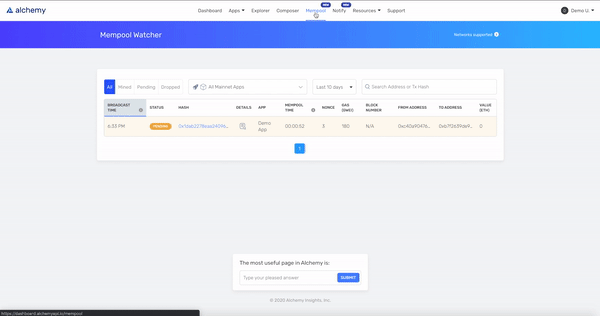 alchemy
Dashboard Apps Explorer Composer Mempool NEW Notify NEW Resources Support Demo U.
Mempool Watcher
Networks supported
All Mined Pending Dropped All Mainnet Apps Last 10 days Search Address or Tx Hash
BROADCAST TIME STATUS HASH DETAILS APP MEMPOOL TIME NONCE GAS (GWEI) BLOCK NUMBER FROM ADDRESS TO ADDRESS VALUE (ETH)
6:33 PM PENDING Demo App 00:00:52 3 180 N/A 0
1
The most useful page in Alchemy is:
Type your pleased answer SUBMIT
© 2020 Alchemy Insights, Inc.
https://dashboard.alchemyapi.io/mempool